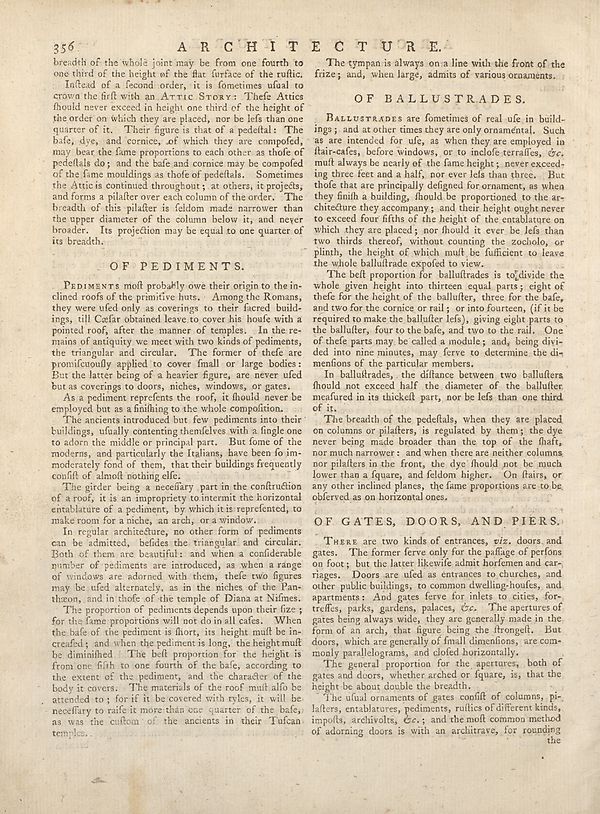 356 ARCHITECTURE.
breadth of the whole joint may be from one fourth to
one third of the height of the flat ſurface of the ruſtic.
Inſtead of a ſecond order, it is ſometimes uſual to
crown the firſt with an ATTIC STORY: Theſe Attics
ſhould never exceed in height one third of the height of
the order on which they are placed, nor be leſs than one
quarter of it. Their figure is that of a pedeſtal: The
baſe, dye, and cornice, of which they are compoſed,
may bear the ſame proportions to each other as thoſe of
pedeſtals do; and the baſe and cornice may be compoſed
of the ſame mouldings as thoſe of pedeſtals. Sometimes
the Attic is continued throughout; at others, it projects,
and forms a pilaſter over each column of the order. The
breadth of this pilaſter is ſeldom made narrower than
the upper diameter of the column below it, and never
broader. Its projection may be equal to one quarter of
its breadth.
OF PEDIMENTS.
PEDIMENTS moſt probably owe their origin to the in-
clined roofs of the primitive huts. Among the Romans,
they were uſed only as coverings to their ſacred build-
ings, till Cæſar obtained leave to cover his houſe with a
pointed roof, after the manner of temples. In the re-
mains of antiquity we meet with two kinds of pediments,
the triangular and circular. The former of theſe are
promiſcuouſly applied to cover ſmall or large bodies:
But the latter being of a heavier figure, are never uſed
but as coverings to doors, niches, windows, or gates.
As a pediment repreſents the roof, it ſhould never be
employed but as a finiſhing to the whole compoſition.
The ancients introduced but few pediments into their
buildings, uſually contenting themſelves with a ſingle one
to adorn the middle or principal part. But ſome of the
moderns, and particularly the Italians, have been ſo im-
moderately fond of them, that their buildings frequently
conſiſt of almoſt nothing elſe.
The girder being a neceſſary part in the conſtruction
of a roof, it is an impropriety to intermit the horizontal
entablature of a pediment, by which it is repreſented, to
make room for a niche, an arch, or a window.
In regular architecture, no other form of pediments
can be admitted, beſides the triangular and circular.
Both of them are beautiful: and when a conſiderable
number of pediments are introduced, as when a range
of windows are adorned with them, theſe two figures
may be uſed alternately, as in the niches of the Pan-
thæon, and in thoſe of the temple of Diana at Niſmes.
The proportion of pediments depends upon their ſize;
for the ſame proportions will not do in all caſes. When
the baſe of the pediment is ſhort, its height muſt be in-
creaſed; and when the pediment is long, the height muſt
be diminiſhed. The beſt proportion for the height is
from one fifth to one fourth of the baſe, according to
the extent of the pediment, and the character of the
body it covers. The materials of the roof muſt alſo be
attended to; for if it be covered with tyles, it will be
neceſſary to raiſe it more than one quarter of the baſe,
as was the cuſtom of the ancients in their Tuſcan
temples.
The tympan is always on a line with the front of the
frize; and, when large, admits of various ornaments.
OF BALLUSTRADES.
BALLUSTRADES are ſometimes of real uſe in build-
ings; and at other times they are only ornamental. Such
as are intended for uſe, as when they are employed in
ſtair-caſes, before windows, or to incloſe terraſſes, &c.
muſt always be nearly of the ſame height; never exceed-
ing three feet and a half, nor ever leſs than three. But
thoſe that are principally deſigned for ornament, as when
they finiſh a building, ſhould be proportioned to the ar-
chitecture they accompany; and their height ought never
to exceed four fifths of the height of the entablature on
which they are placed; nor ſhould it ever be leſs than
two thirds thereof, without counting the zocholo, or
plinth, the height of which muſt be ſufficient to leave
the whole balluſtrade expoſed to view.
The beſt proportion for balluſtrades is to divide the
whole given height into thirteen equal parts; eight of
theſe for the height of the balluſter, three for the baſe,
and two for the cornice or rail; or into fourteen, (if it be
required to make the balluſter leſs), giving eight parts to
the balluſter, four to the baſe, and two to the rail. One
of theſe parts may be called a module; and, being divi-
ded into nine minutes, may ſerve to determine the di-
menſions of the particular members.
In balluſtrades, the diſtance between two balluſters
ſhould not exceed half the diameter of the balluſter
meaſured in its thickeſt part, nor be leſs than one third
of it.
The breadth of the pedeſtals, when they are placed
on columns or pilaſters, is regulated by them; the dye
never being made broader than the top of the ſhaft,
nor much narrower: and when there are neither columns
nor pilaſters in the front, the dye ſhould not be much
lower than a ſquare, and ſeldom higher. On ſtairs, or
any other inclined planes, the ſame proportions are to be
obſerved as on horizontal ones.
OF GATES, DOORS, AND PIERS.
THERE are two kinds of entrances, viz. doors and
gates. The former ſerve only for the paſſage of perſons
on foot; but the latter likewiſe admit horſemen and car-
riages. Doors are uſed as entrances to churches, and
other public buildings, to common dwelling-houſes, and
apartments: And gates ſerve for inlets to cities, for-
treſſes, parks, gardens, palaces, &c. The apertures of
gates being always wide, they are generally made in the
form of an arch, that figure being the ſtrongeſt. But
doors, which are generally of ſmall dimenſions, are com-
monly parallelograms, and cloſed horizontally.
The general proportion for the apertures, both of
gates and doors, whether arched or ſquare, is, that the
height be about double the breadth.
The uſual ornaments of gates conſiſt of columns, pi-
laſters, entablatures, pediments, ruſtics of different kinds,
impoſts, archivolts, &c.; and the moſt common method
of adorning doors is with an architrave, for rounding
the